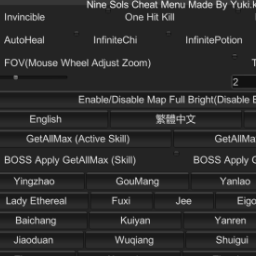 Nine Sols Cheat Menu Made By Yuki.k
Invincible One Hit Kill
AutoHeal InfiniteChi InfinitePotion
FOV(Mouse Wheel Adjust Zoom)
2
Enable/Disable Map Full Bright(Disable
English 繁體中文
GetAllMax (Active Skill) GetAllMa
BOSS Apply GetAllMax (Skill) BOSS Apply G
Yingzhao GouMang Yanlao
Lady Ethereal Fuxi Jee Eigo
Baichang Kuiyan Yanren
Jiaoduan Wuqiang Shuigui